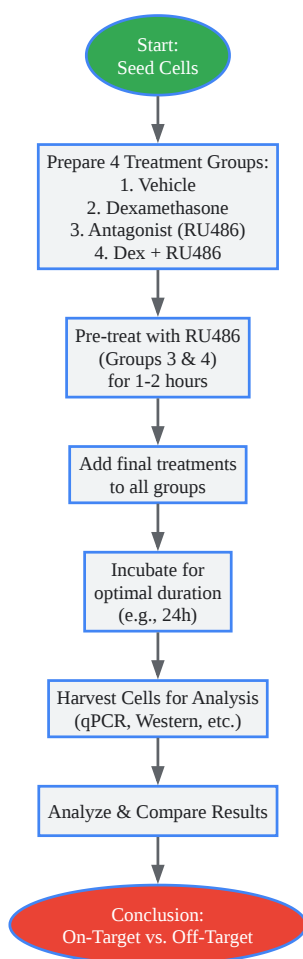 Start:
Seed Cells
Prepare 4 Treatment Groups:
1. Vehicle
2. Dexamethasone
3. Antagonist (RU486)
4. Dex + RU486
Pre-treat with RU486
(Groups 3 & 4)
for 1-2 hours
Add final treatments
to all groups
Incubate for
optimal duration
(e.g., 24h)
Harvest Cells for Analysis
(qPCR, Western, etc.)
Analyze & Compare Results
Conclusion:
On-Target vs. Off-Target